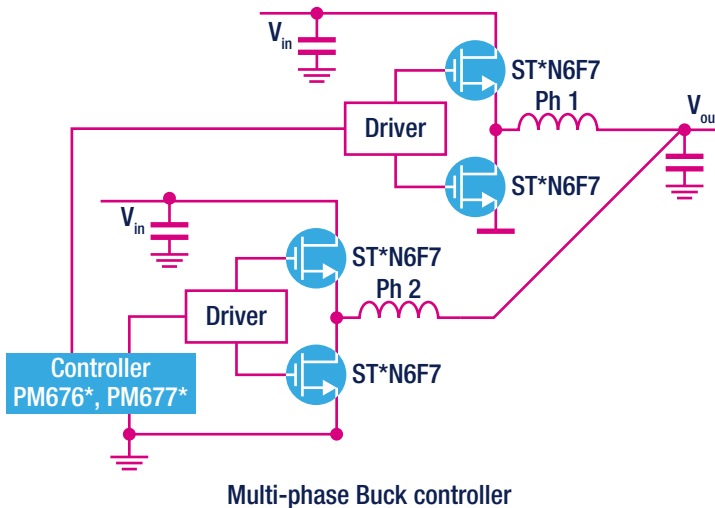 Vin
ST*N6F7
Ph 1
Driver
Vou
ST*N6F7
Vin
ST*N6F7
Ph 2
Driver
ST*N6F7
Controller
PM676*, PM677*
Multi-phase Buck controller